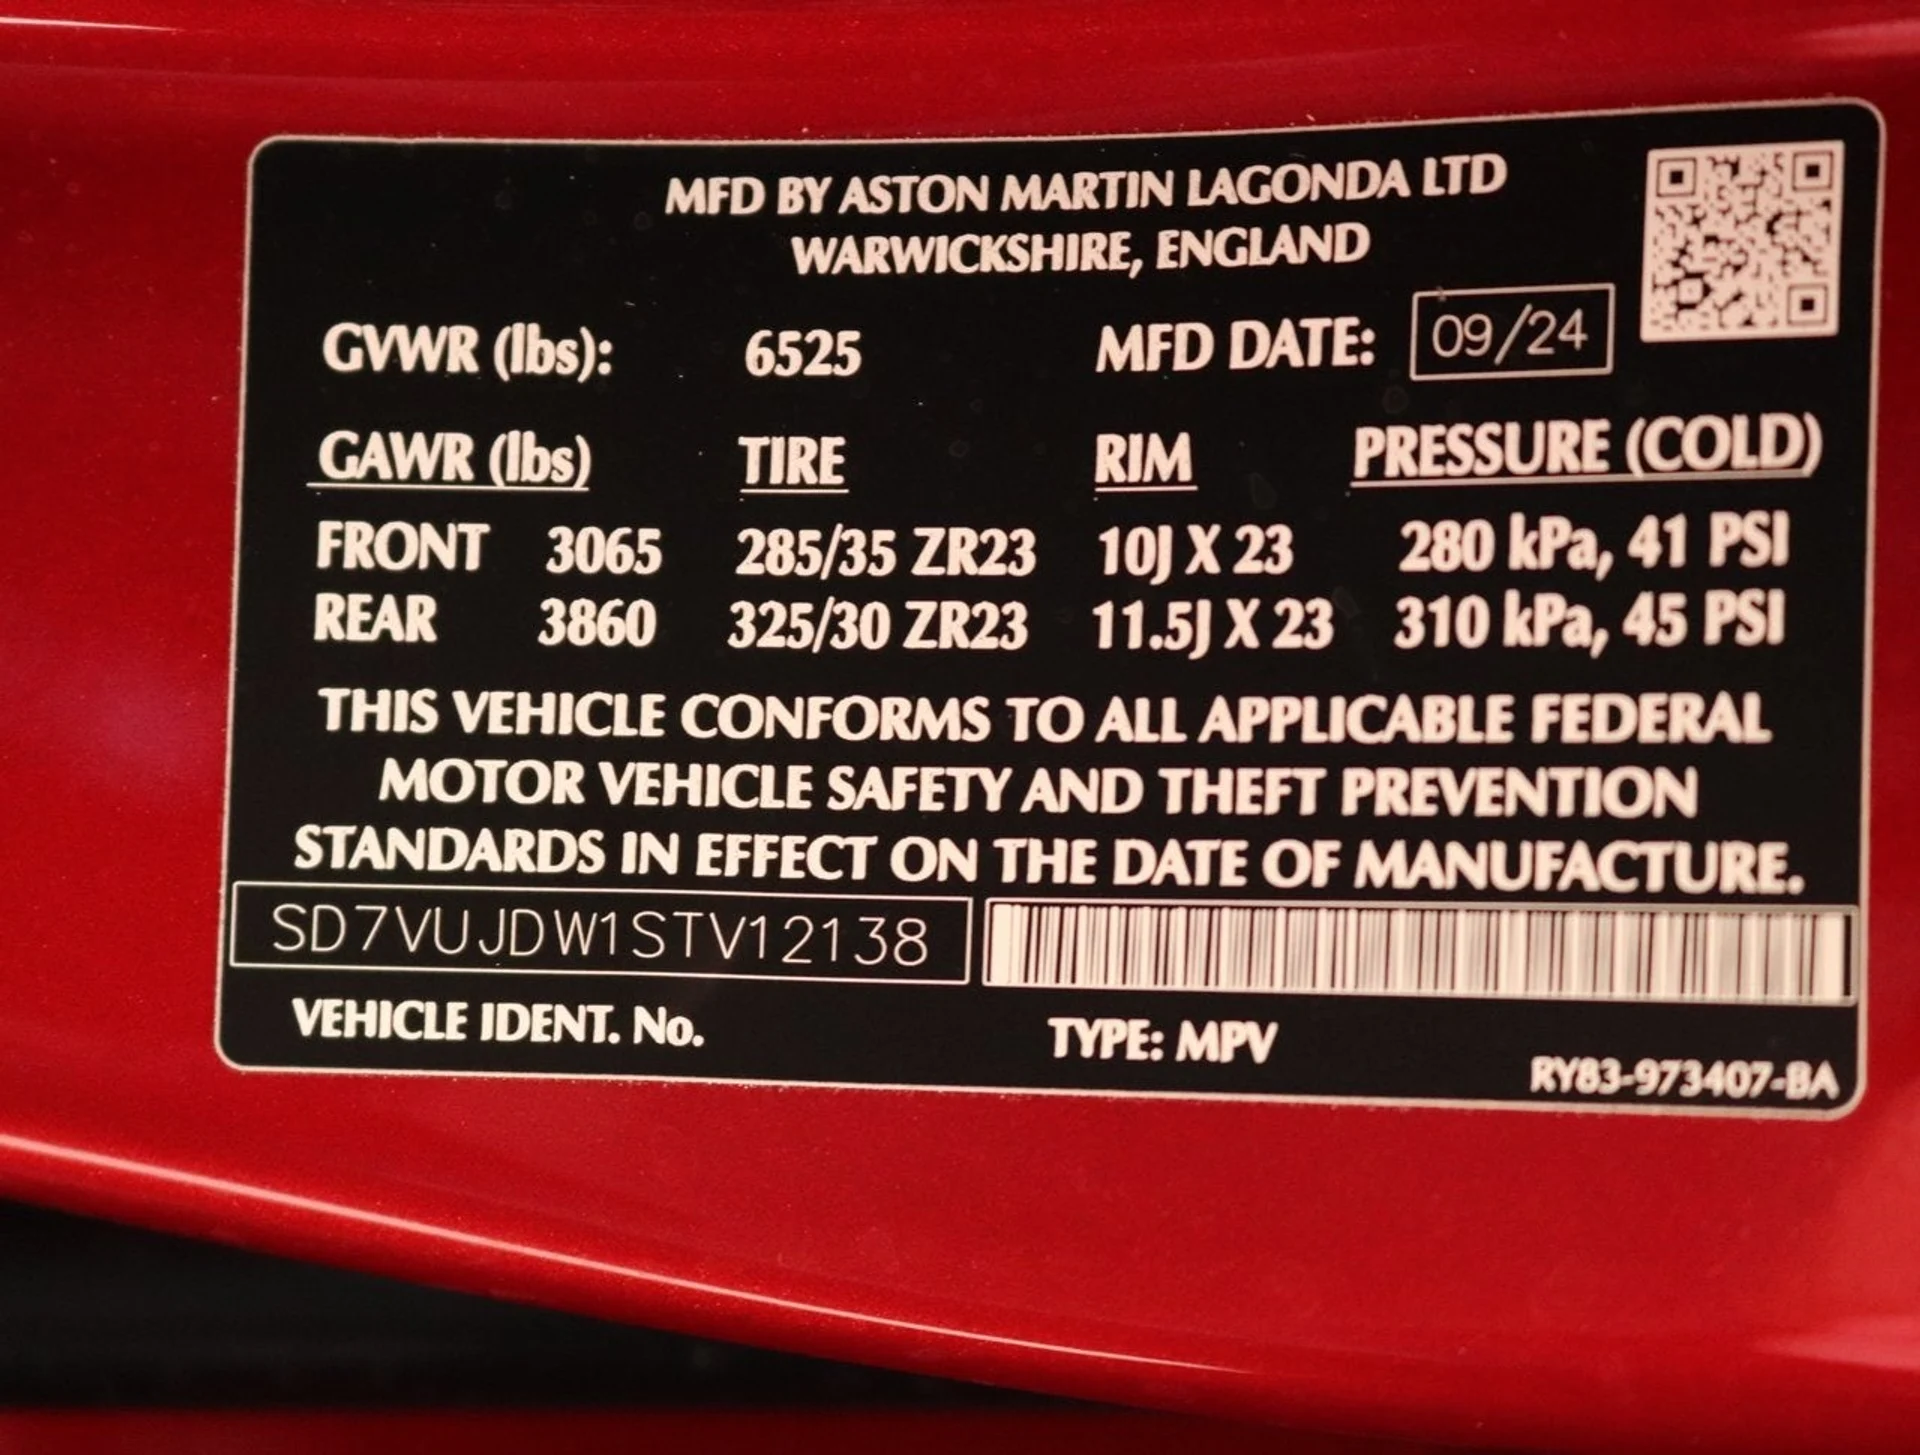 MFD BY ASTON MARTIN LAGONDA LTD
WARWICKSHIRE, ENGLAND
GVWR (lbs): 6525 MFD DATE: 09/24
GAWR (lbs) TIRE RIM PRESSURE (COLD)
FRONT 3065 285/35 ZR23 10J X 23 280 kPa, 41 PSI
REAR 3860 325/30 ZR23 11.5J X 23 310 kPa, 45 PSI
THIS VEHICLE CONFORMS TO ALL APPLICABLE FEDERAL
MOTOR VEHICLE SAFETY AND THEFT PREVENTION
STANDARDS IN EFFECT ON THE DATE OF MANUFACTURE.
SD7VUJDW1STV12138
VEHICLE IDENT. No. TYPE: MPV
RY83-973407-BA